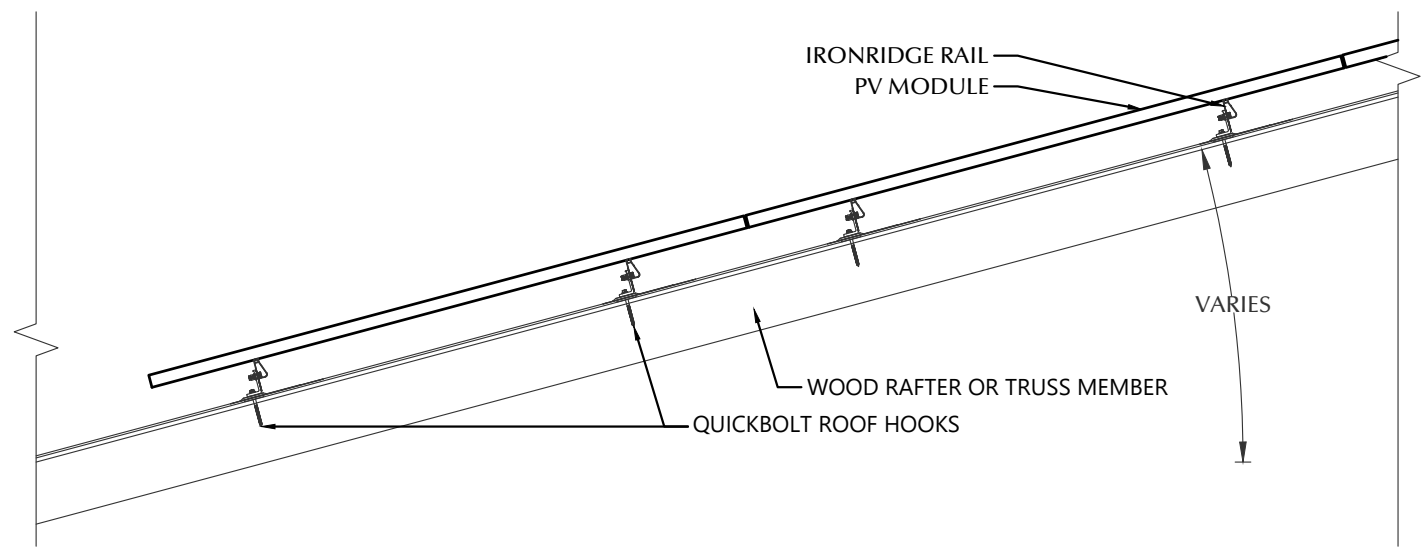 IRONRIDGE RAIL
PV MODULE
VARIES
WOOD RAFTER OR TRUSS MEMBER
QUICKBOLT ROOF HOOKS